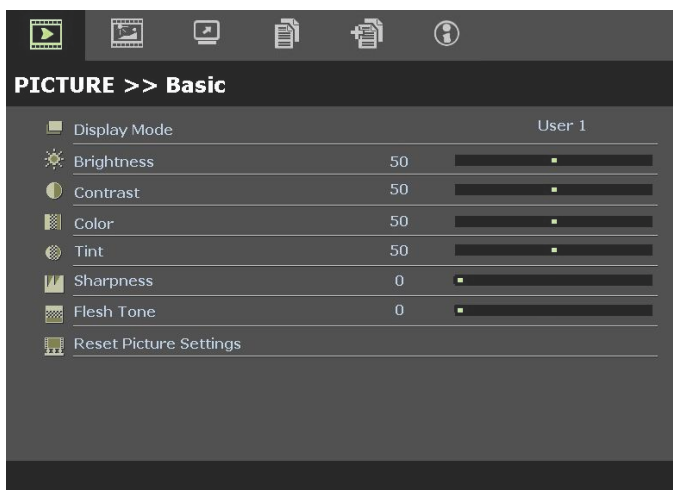 PICTURE >> Basic
Display Mode User 1
Brightness 50
Contrast 50
Color 50
Tint 50
Sharpness 0
Flesh Tone 0
Reset Picture Settings